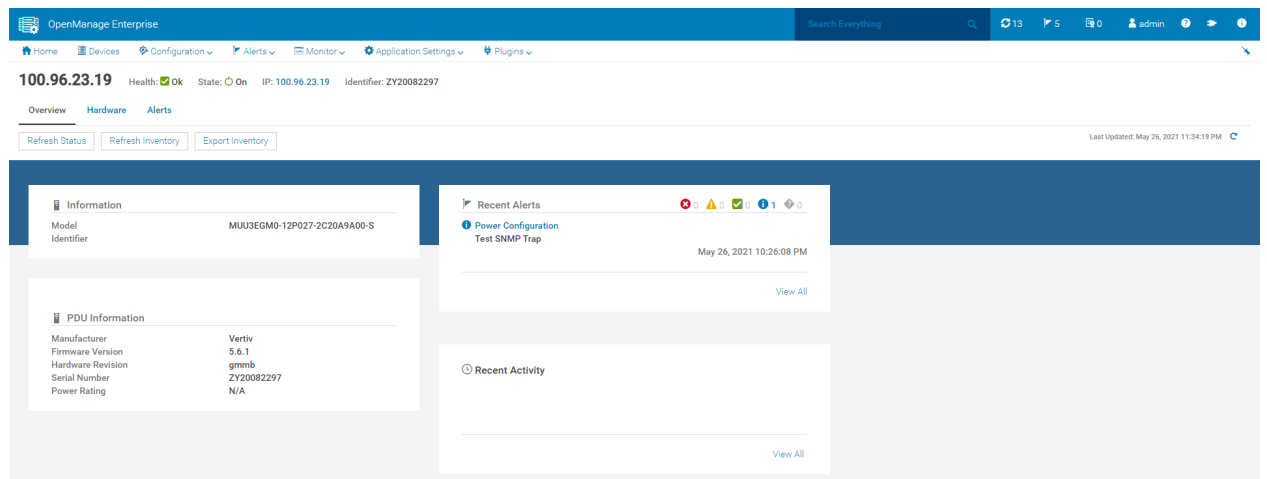 OpenManage Enterprise Search Everything 13 5 0 admin
Home Devices Configuration Alerts Monitor Application Settings Plugins
100.96.23.19 Health: Ok State: On IP: 100.96.23.19 Identifier: ZY20082297
Overview Hardware Alerts
Refresh Status Refresh Inventory Export Inventory Last Updated: May 26, 2021 11:34:19 PM
Information
Model MUU3EGM0-12P027-2C20A9A00-S
Identifier
PDU Information
Manufacturer Vertiv
Firmware Version 5.6.1
Hardware Revision gmmb
Serial Number ZY20082297
Power Rating N/A
Recent Alerts 0 0 0 1 0
Power Configuration
Test SNMP Trap
May 26, 2021 10:26:08 PM
View All
Recent Activity
View All